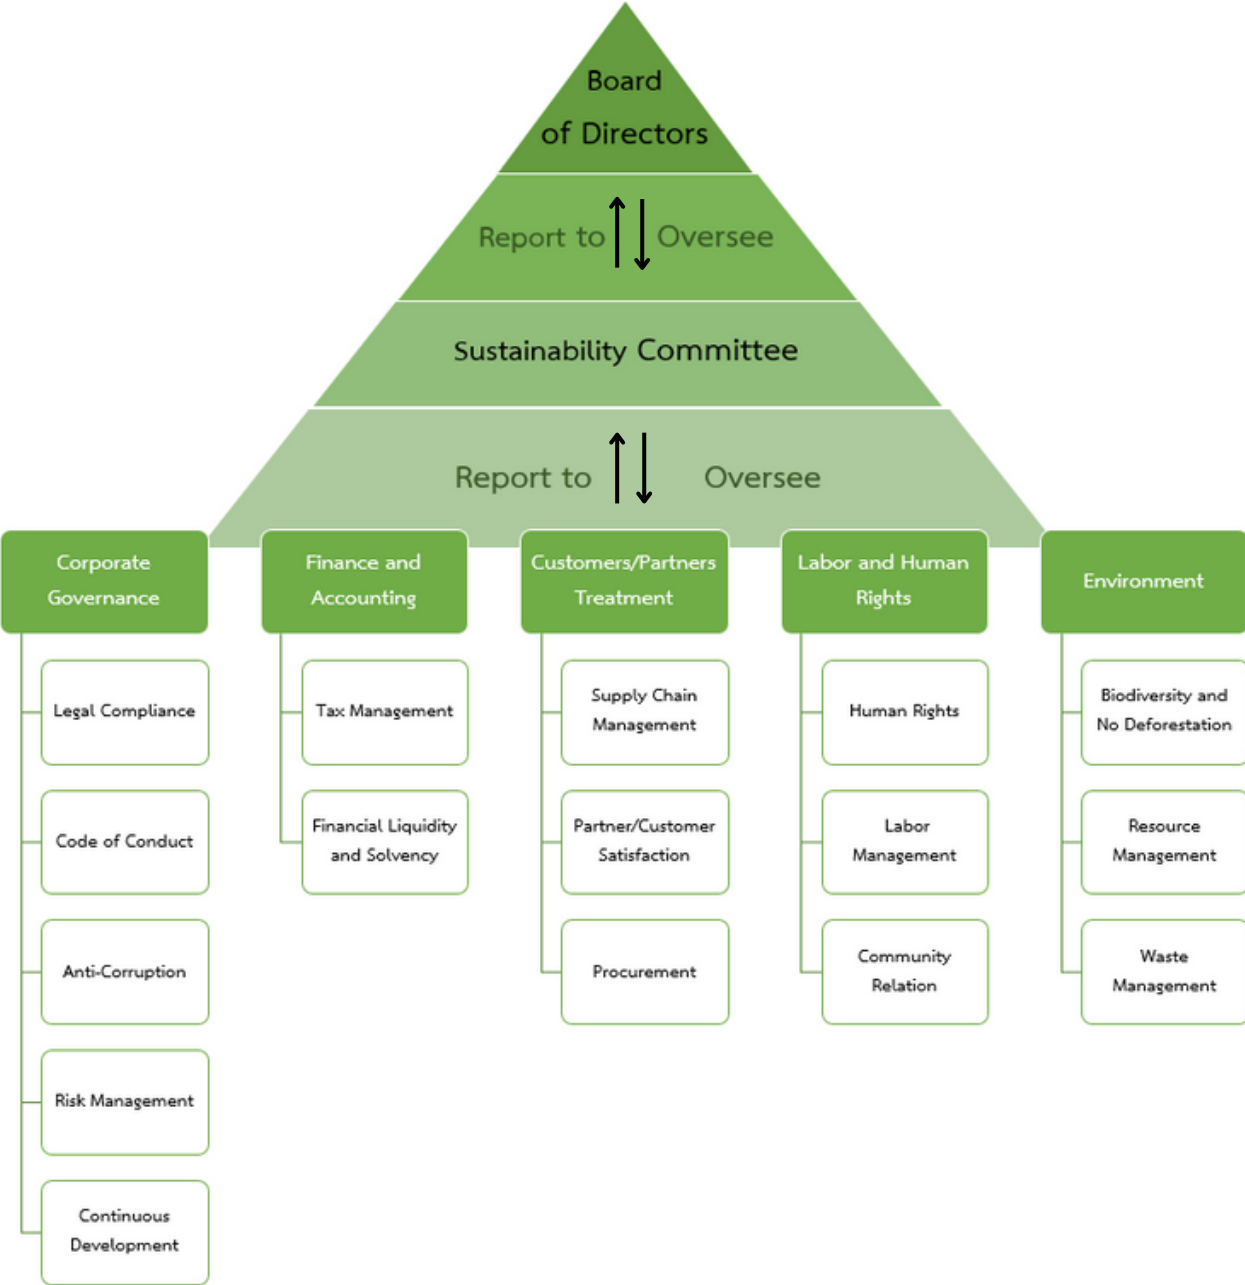 Board
of Directors
Report to Oversee
Sustainability Committee
Report to Oversee
Corporate
Governance
Legal Compliance
Code of Conduct
Anti-Corruption
Risk Management
Continuous
Development
Finance and
Accounting
Tax Management
Financial Liquidity
and Solvency
Customers/Partners
Treatment
Supply Chain
Management
Partner/Customer
Satisfaction
Procurement
Labor and Human
Rights
Human Rights
Labor
Management
Community
Relation
Environment
Biodiversity and
No Deforestation
Resource
Management
Waste
Management